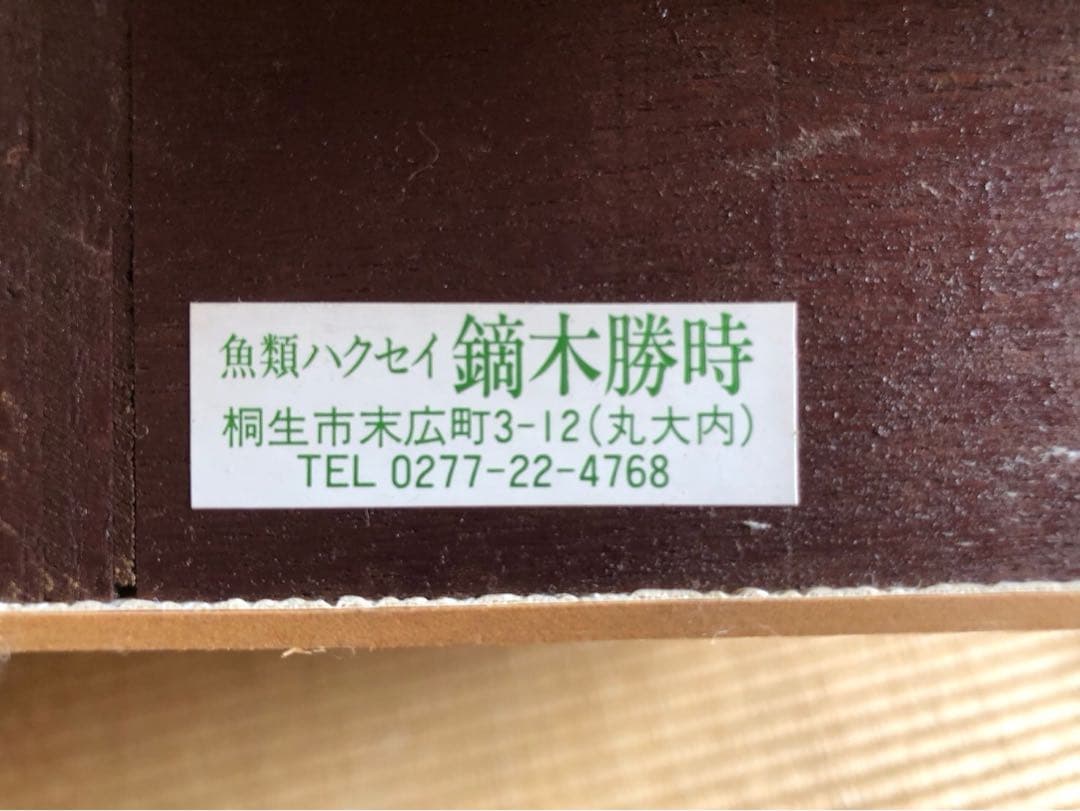 魚類ハクセイ 鏑木勝時
桐生市末広町3-12(丸大内)
TEL 0277-22-4768